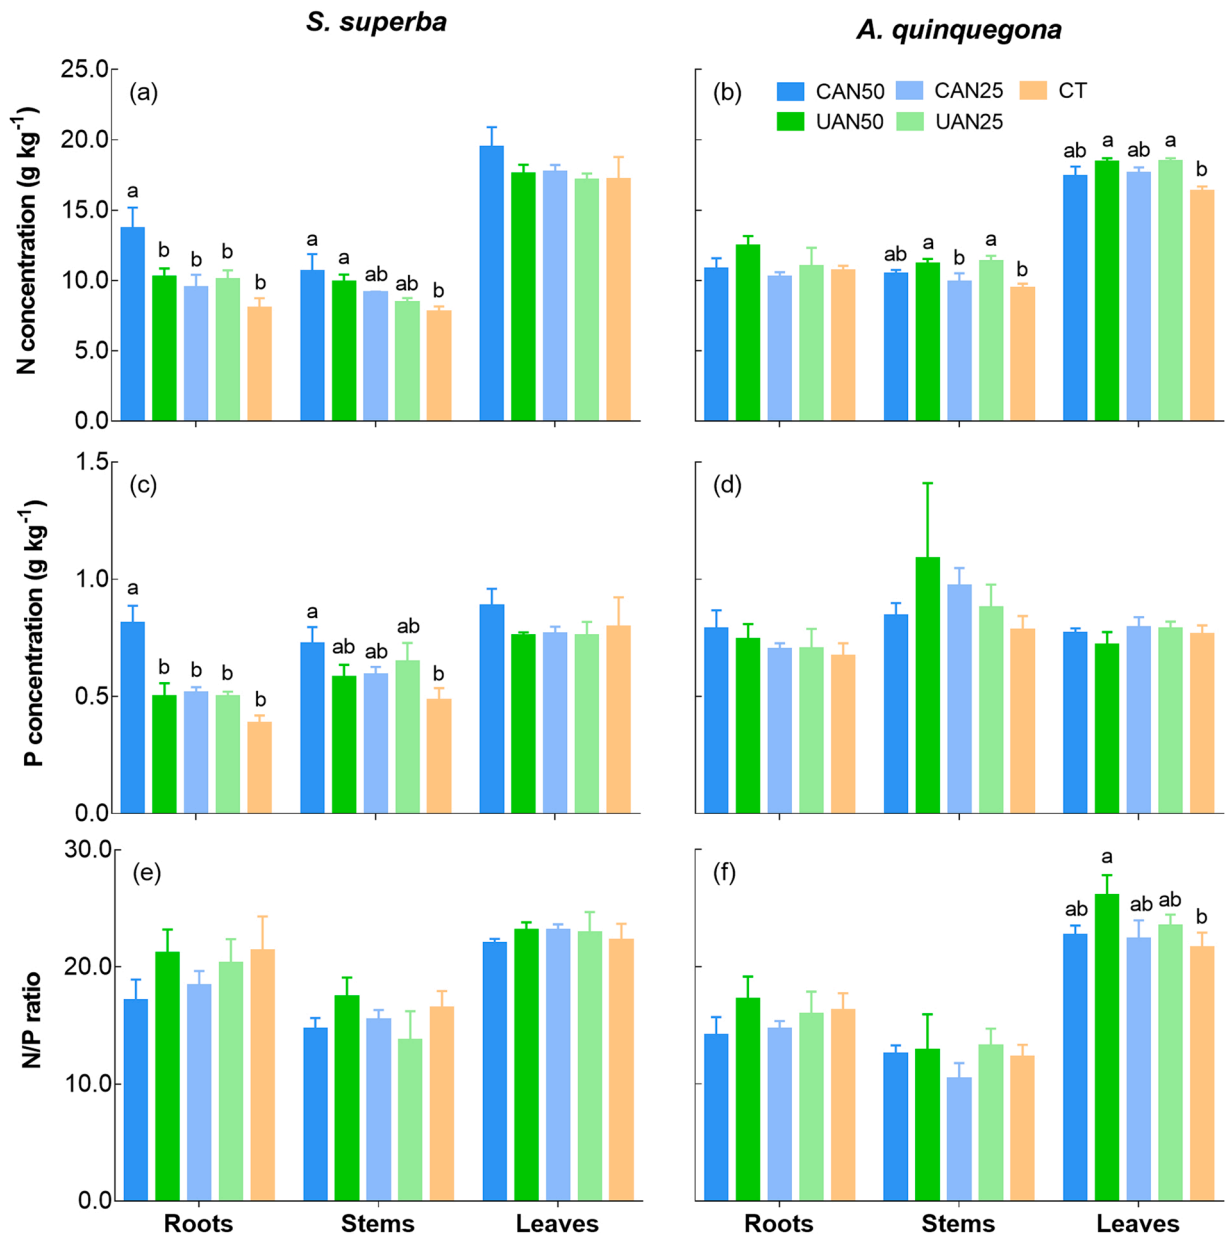 S. superba
A. quinquegona
N concentration (g kg⁻¹)
25.0
20.0
15.0
10.0
5.0
0.0
(a)
a b b b b
a a ab ab b
(b)
CAN50 CAN25 CT
UAN50 UAN25
ab a b a b
ab a ab a b
P concentration (g kg⁻¹)
1.5
1.0
0.5
0.0
(c)
a b b b b
a ab ab ab b
(d)
N/P ratio
30.0
20.0
10.0
0.0
(e)
(f)
ab a ab ab b
Roots Stems Leaves
Roots Stems Leaves